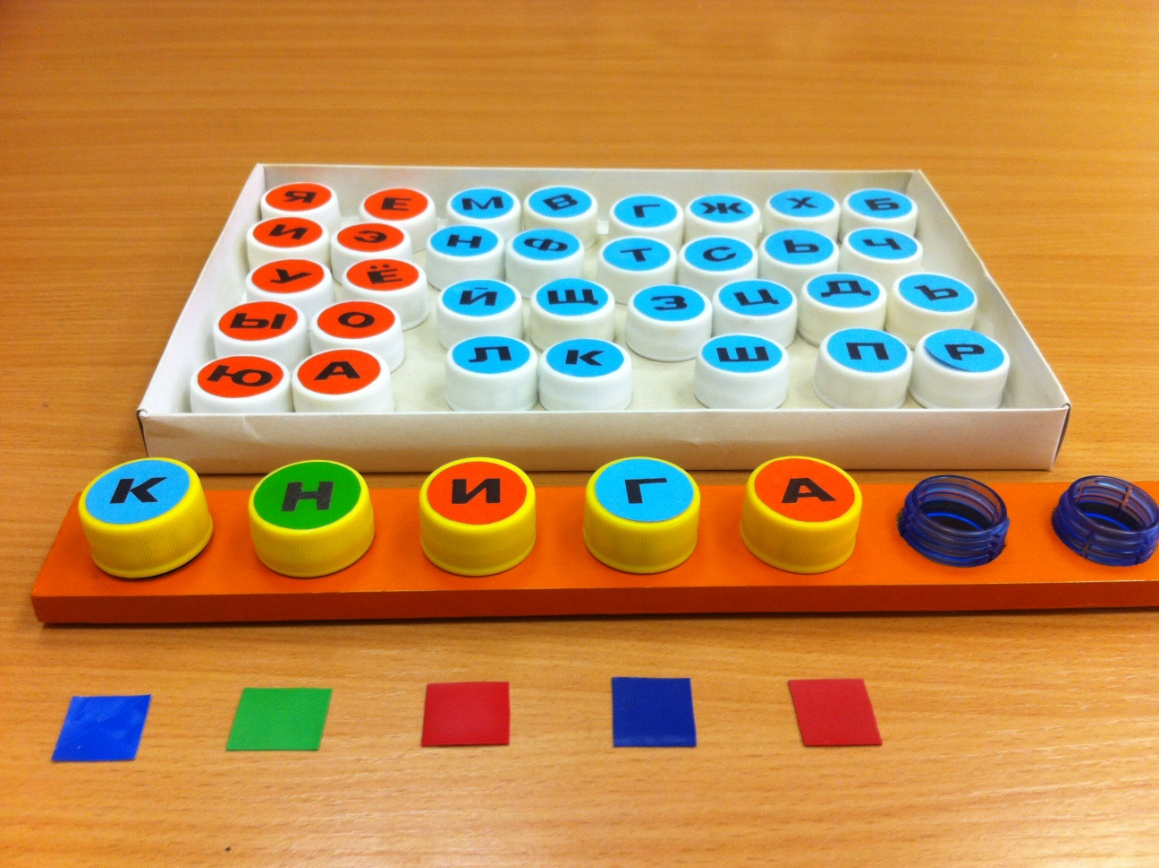 Я Е М В Г Ж Х Б
И Э Н Ф Т С Ь Ч
У Ё Й Щ З Ц Д Ъ
Ы О Л К Ш П Р
Ю А
К Н И Г А